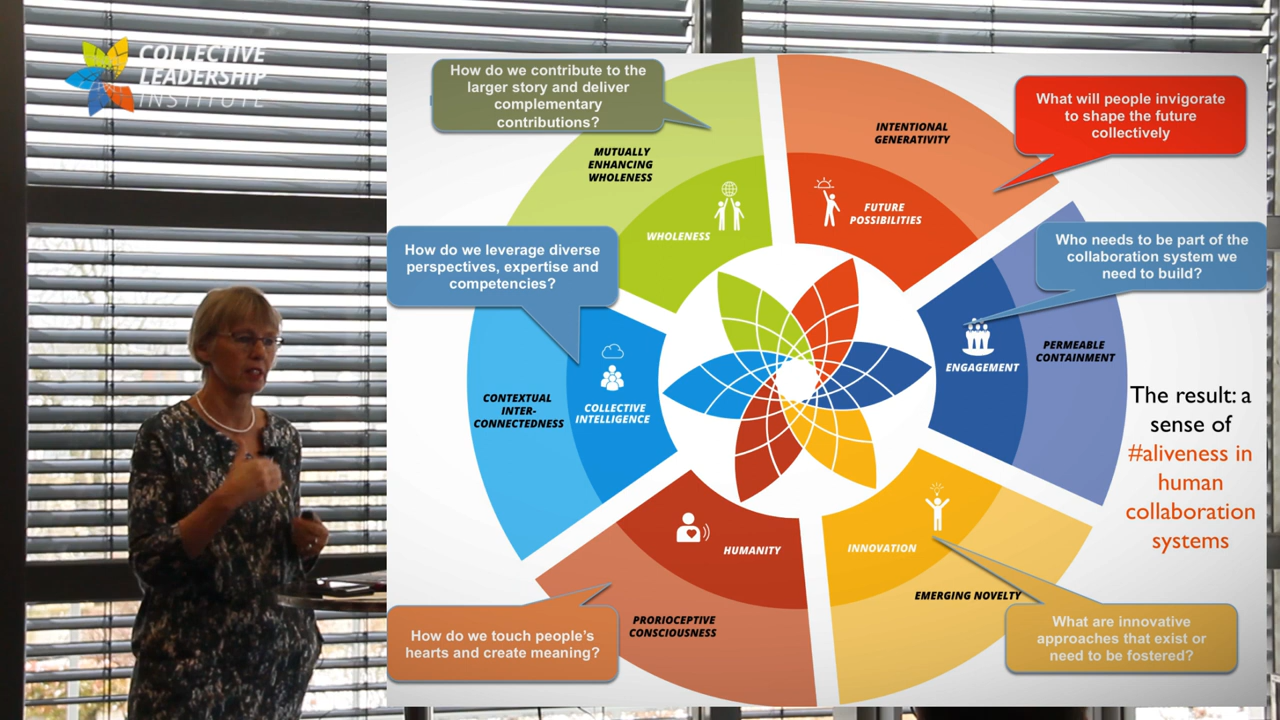 COLLECTIVE
LEADERSHIP
INSTITUTE
How do we contribute to the
larger story and deliver
complementary
contributions?
MUTUALLY
ENHANCING
WHOLENESS
WHOLENESS
INTENTIONAL
GENERATIVITY
FUTURE
POSSIBILITIES
What will people invigorate
to shape the future
collectively
Who needs to be part of the
collaboration system we
need to build?
ENGAGEMENT
PERMEABLE
CONTAINMENT
How do we leverage diverse
perspectives, expertise and
competencies?
CONTEXTUAL
INTER-
CONNECTEDNESS
COLLECTIVE
INTELLIGENCE
The result: a
sense of
#aliveness in
human
collaboration
systems
HUMANITY
PRORIOCEPTIVE
CONSCIOUSNESS
How do we touch people's
hearts and create meaning?
INNOVATION
EMERGING NOVELTY
What are innovative
approaches that exist or
need to be fostered?